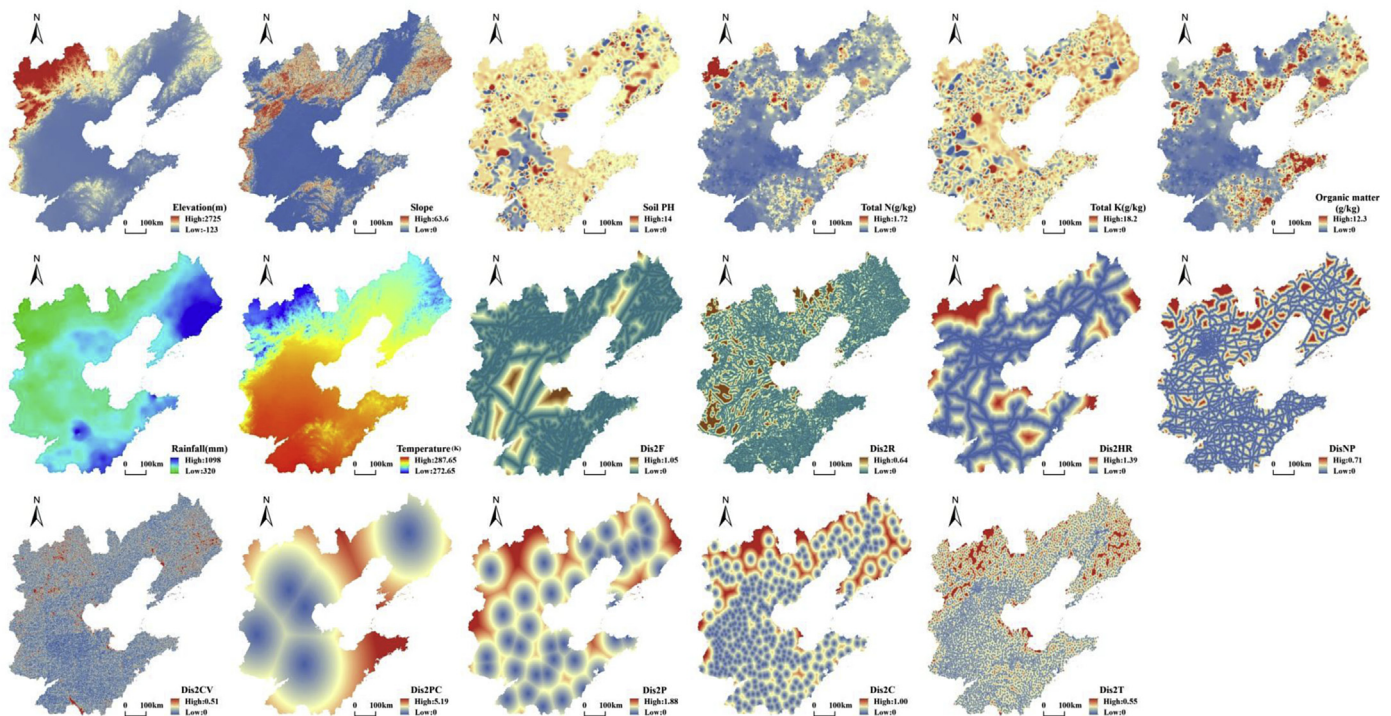 N
N
N
N
N
N
Elevation(m)
High:2725
Low:-123
0 100km
Slope
High:63.6
Low:0
0 100km
Soil PH
High:14
Low:0
0 100km
Total N(g/kg)
High:1.72
Low:0
0 100km
Total K(g/kg)
High:18.2
Low:0
0 100km
Organic matter
(g/kg)
High:12.3
Low:0
0 100km
N
N
N
N
N
N
Rainfall(mm)
High:1098
Low:320
0 100km
Temperature(K)
High:287.65
Low:272.65
0 100km
Dis2F
High:1.05
Low:0
0 100km
Dis2R
High:0.64
Low:0
0 100km
Dis2HR
High:1.39
Low:0
0 100km
DisNP
Hig:0.71
Low:0
0 100km
N
N
N
N
N
Dis2CV
High:0.51
Low:0
0 100km
Dis2PC
High:5.19
Low:0
0 100km
Dis2P
High:1.88
Low:0
0 100km
Dis2C
High:1.00
Low:0
0 100km
Dis2T
High:0.55
Low:0
0 100km